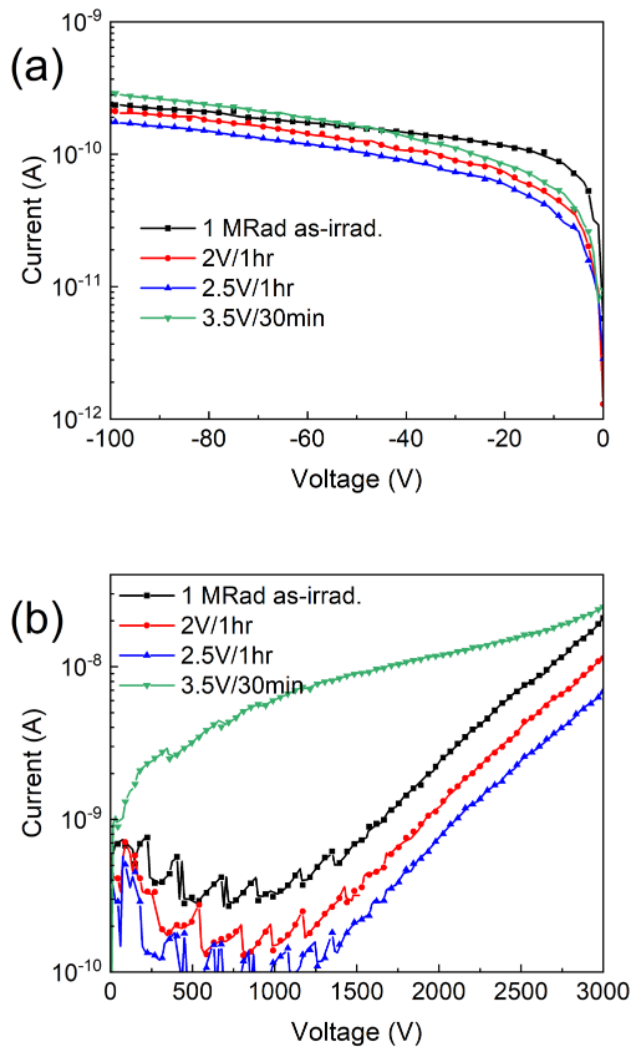 (a)
Current (A)
10⁻⁹
10⁻¹⁰
10⁻¹¹
10⁻¹²
1 MRad as-irrad.
2V/1hr
2.5V/1hr
3.5V/30min
-100 -80 -60 -40 -20 0
Voltage (V)
(b)
Current (A)
10⁻⁸
10⁻⁹
10⁻¹⁰
1 MRad as-irrad.
2V/1hr
2.5V/1hr
3.5V/30min
0 500 1000 1500 2000 2500 3000
Voltage (V)